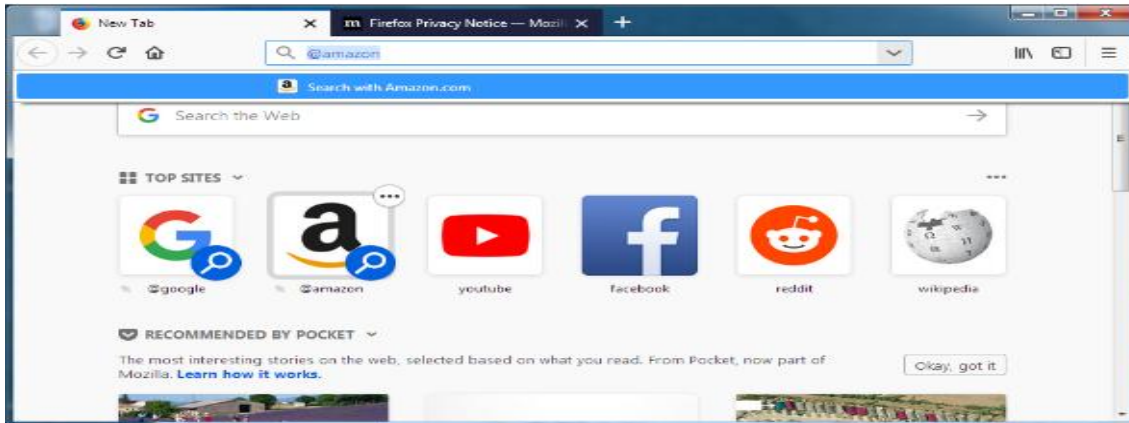 New Tab
m Firefox Privacy Notice — Mozil
@amazon
a Search with Amazon.com
G Search the Web
TOP SITES
G a f
@google @amazon youtube facebook reddit wikipedia
RECOMMENDED BY POCKET
The most interesting stories on the web, selected based on what you read. From Pocket, now part of
Mozilla. Learn how it works.
Okay, got it